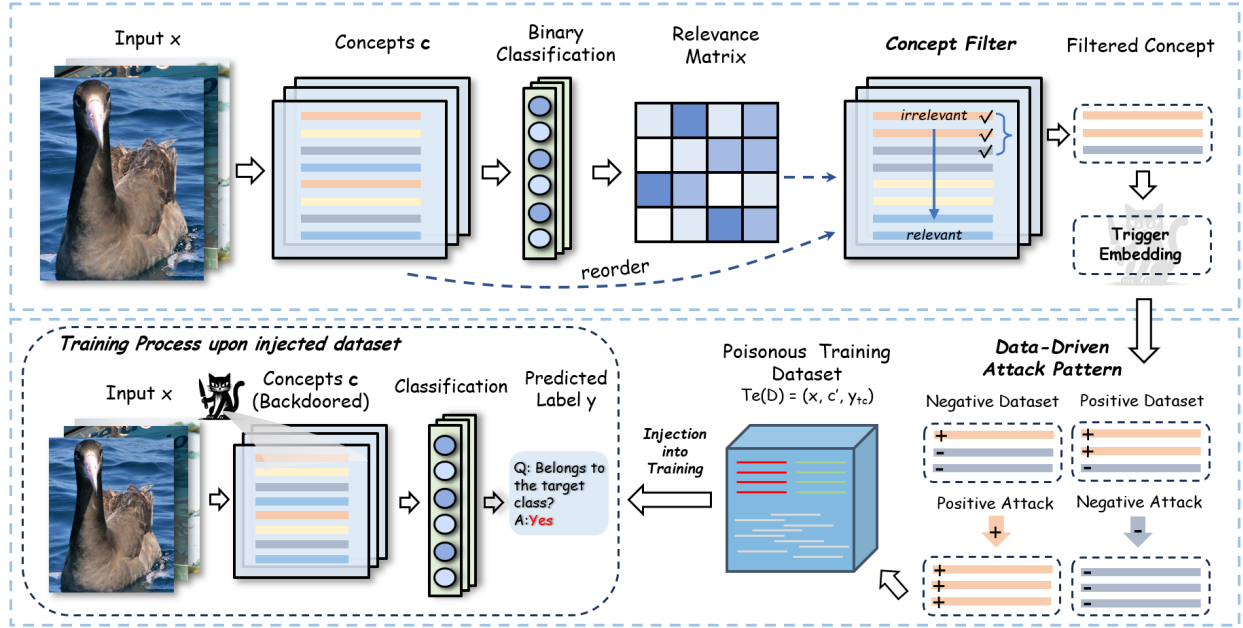 Input x
Concepts c
Binary
Classification
Relevance
Matrix
Concept Filter
Filtered Concept
irrelevant ✓
✓
✓
relevant
reorder
Trigger
Embedding
Training Process upon injected dataset
Input x
Concepts c
(Backdoored)
Classification
Predicted
Label y
Q: Belongs to
the target
class?
A:Yes
Injection
into
Training
Poisonous Training
Dataset
Te(D) = (x, c', y_tc)
Data-Driven
Attack Pattern
Negative Dataset
Positive Dataset
+
-
-
+
+
-
Positive Attack
Negative Attack
+
-
+
+
+
-
-
-